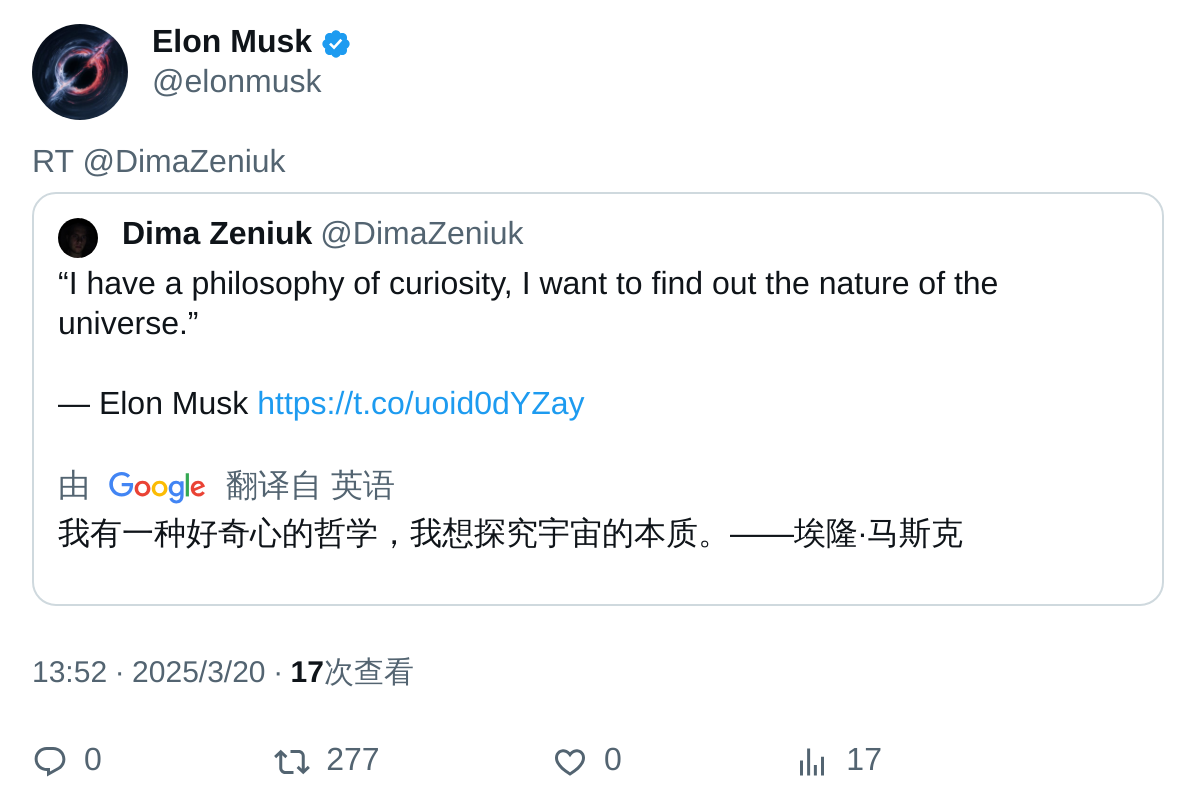 Elon Musk
@elonmusk
RT @DimaZeniuk
Dima Zeniuk @DimaZeniuk
“I have a philosophy of curiosity, I want to find out the nature of the
universe.”
— Elon Musk https://t.co/uoid0dYZay
由 Google 翻译自 英语
我有一种好奇心的哲学，我想探究宇宙的本质。——埃隆·马斯克
13:52 · 2025/3/20 · 17次查看
0 277 0 17